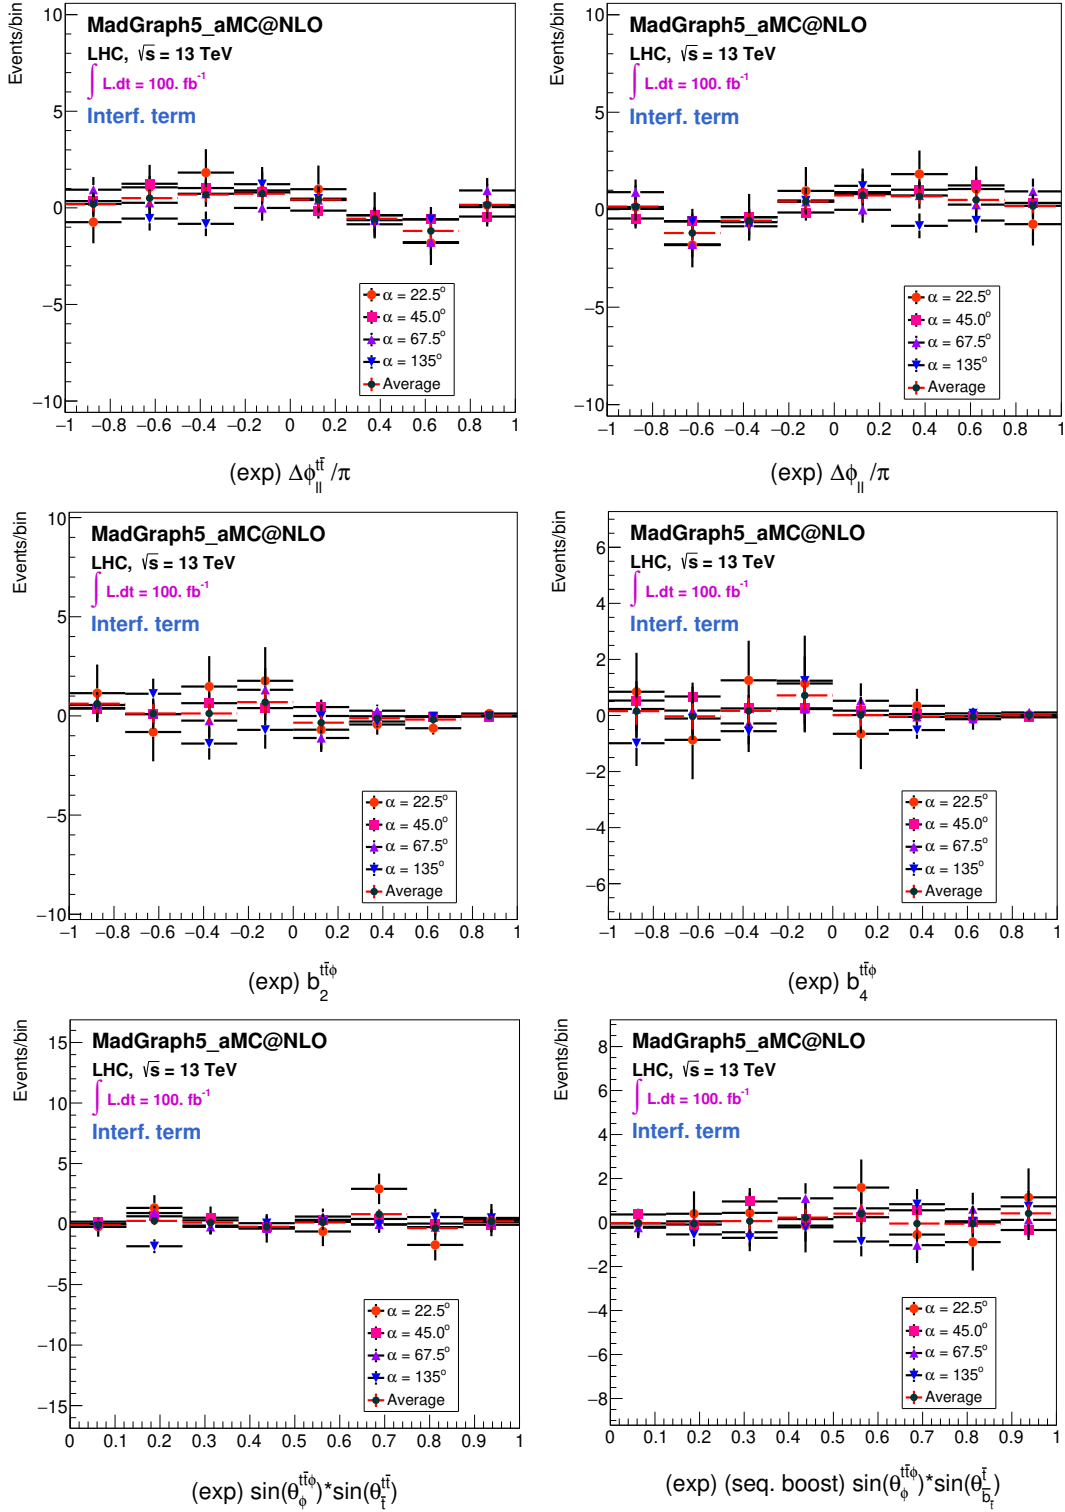 Events/bin
MadGraph5_aMC@NLO
LHC, √s = 13 TeV
∫ L.dt = 100. fb⁻¹
Interf. term
10
5
0
−5
−10
α = 22.5°
α = 45.0°
α = 67.5°
α = 135°
Average
−1 −0.8 −0.6 −0.4 −0.2 0 0.2 0.4 0.6 0.8 1
(exp) Δϕ_||^{tt̄} /π
Events/bin
MadGraph5_aMC@NLO
LHC, √s = 13 TeV
∫ L.dt = 100. fb⁻¹
Interf. term
10
5
0
−5
−10
α = 22.5°
α = 45.0°
α = 67.5°
α = 135°
Average
−1 −0.8 −0.6 −0.4 −0.2 0 0.2 0.4 0.6 0.8 1
(exp) Δϕ_|| /π
Events/bin
MadGraph5_aMC@NLO
LHC, √s = 13 TeV
∫ L.dt = 100. fb⁻¹
Interf. term
10
5
0
−5
−10
α = 22.5°
α = 45.0°
α = 67.5°
α = 135°
Average
−1 −0.8 −0.6 −0.4 −0.2 0 0.2 0.4 0.6 0.8 1
(exp) b_2^{tt̄ϕ}
Events/bin
MadGraph5_aMC@NLO
LHC, √s = 13 TeV
∫ L.dt = 100. fb⁻¹
Interf. term
6
4
2
0
−2
−4
−6
α = 22.5°
α = 45.0°
α = 67.5°
α = 135°
Average
−1 −0.8 −0.6 −0.4 −0.2 0 0.2 0.4 0.6 0.8 1
(exp) b_4^{tt̄ϕ}
Events/bin
MadGraph5_aMC@NLO
LHC, √s = 13 TeV
∫ L.dt = 100. fb⁻¹
Interf. term
15
10
5
0
−5
−10
−15
α = 22.5°
α = 45.0°
α = 67.5°
α = 135°
Average
0 0.1 0.2 0.3 0.4 0.5 0.6 0.7 0.8 0.9 1
(exp) sin(θ_ϕ^{tt̄ϕ})*sin(θ_t̄^{tt̄})
Events/bin
MadGraph5_aMC@NLO
LHC, √s = 13 TeV
∫ L.dt = 100. fb⁻¹
Interf. term
8
6
4
2
0
−2
−4
−6
−8
α = 22.5°
α = 45.0°
α = 67.5°
α = 135°
Average
0 0.1 0.2 0.3 0.4 0.5 0.6 0.7 0.8 0.9 1
(exp) (seq. boost) sin(θ_ϕ^{tt̄ϕ})*sin(θ_{b̄_t̄}^{t̄})